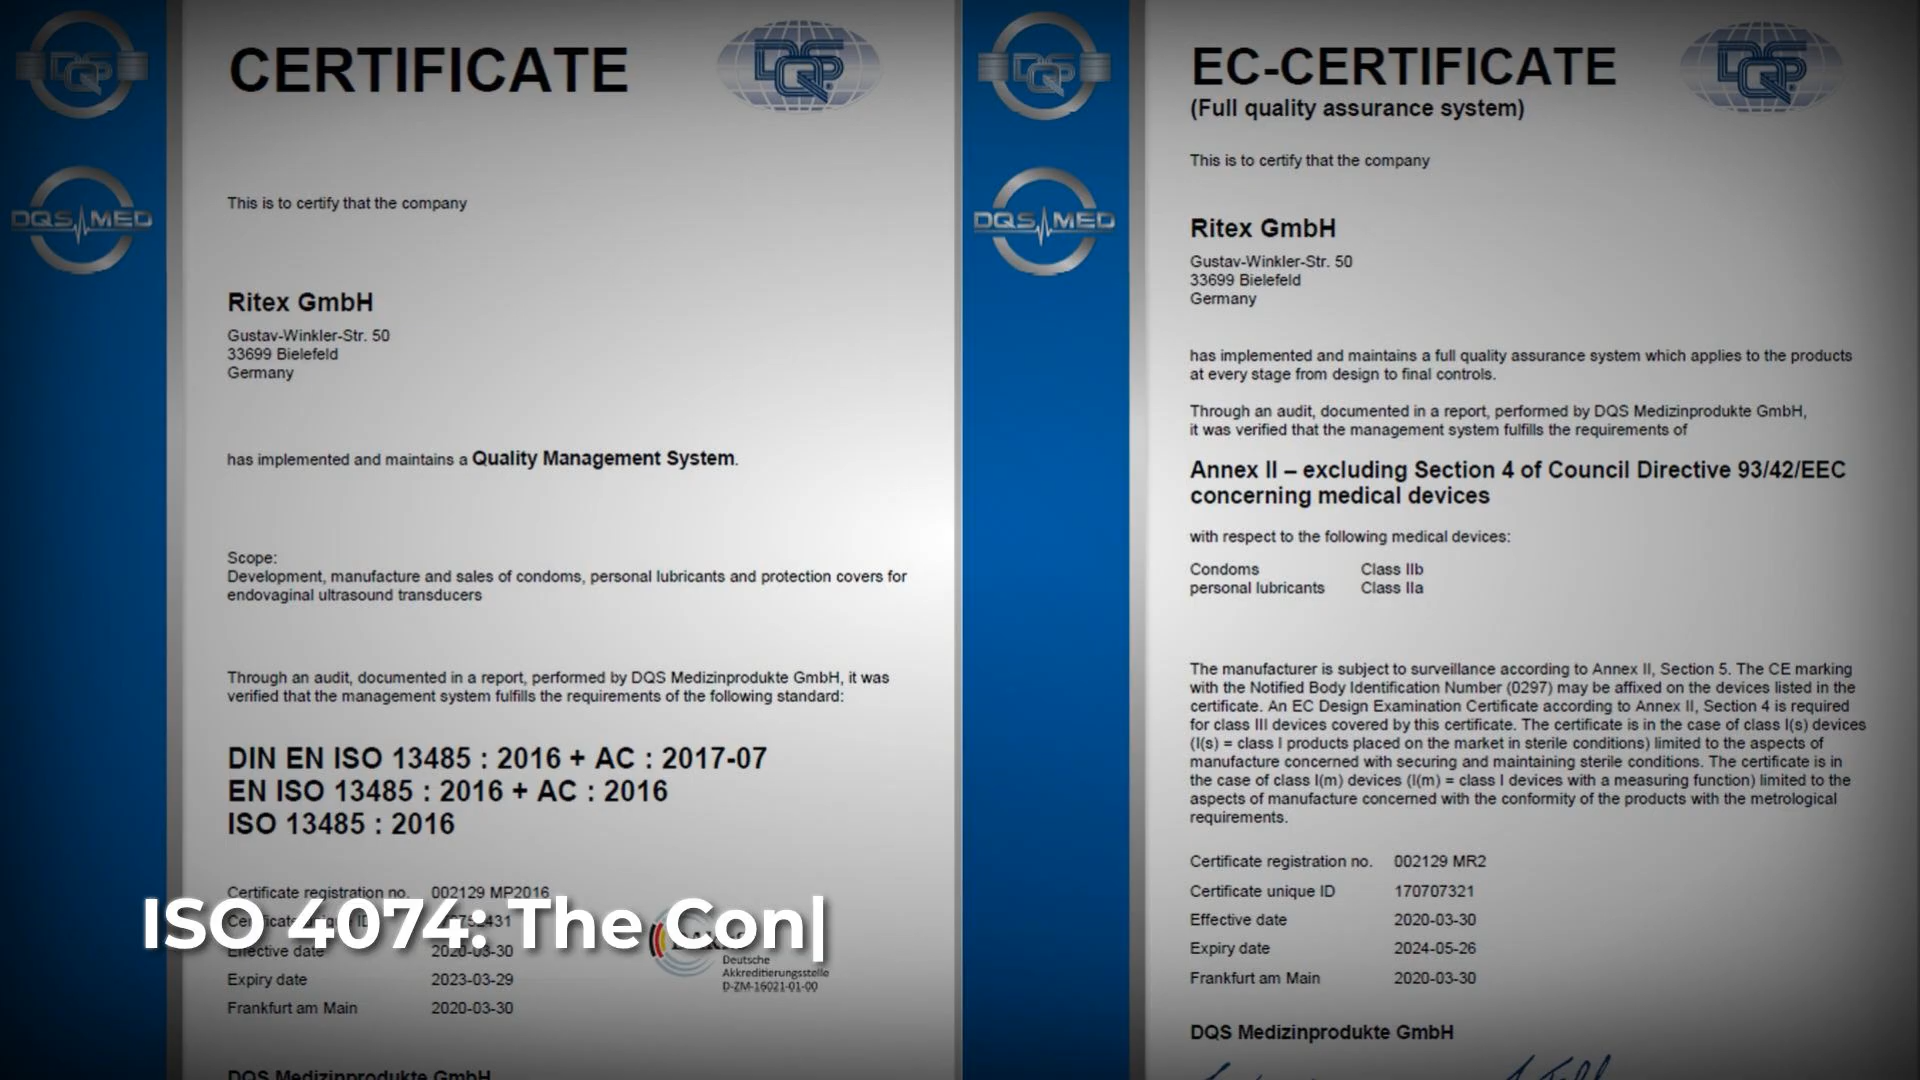 DQS
DQS MED
CERTIFICATE
DQS
This is to certify that the company
Ritex GmbH
Gustav-Winkler-Str. 50
33699 Bielefeld
Germany
has implemented and maintains a Quality Management System.
Scope:
Development, manufacture and sales of condoms, personal lubricants and protection covers for
endovaginal ultrasound transducers
Through an audit, documented in a report, performed by DQS Medizinprodukte GmbH, it was
verified that the management system fulfills the requirements of the following standard:
DIN EN ISO 13485 : 2016 + AC : 2017-07
EN ISO 13485 : 2016 + AC : 2016
ISO 13485 : 2016
Certificate registration no. 002129 MP2016
Effective date 2020-03-30
Expiry date 2023-03-29
Frankfurt am Main 2020-03-30
Deutsche
Akkreditierungsstelle
D-ZM-16021-01-00
DQS Medizinprodukte GmbH
ISO 4074: The Con|
DQS
DQS MED
EC-CERTIFICATE
(Full quality assurance system)
DQS
This is to certify that the company
Ritex GmbH
Gustav-Winkler-Str. 50
33699 Bielefeld
Germany
has implemented and maintains a full quality assurance system which applies to the products
at every stage from design to final controls.
Through an audit, documented in a report, performed by DQS Medizinprodukte GmbH,
it was verified that the management system fulfills the requirements of
Annex II – excluding Section 4 of Council Directive 93/42/EEC
concerning medical devices
with respect to the following medical devices:
Condoms Class IIb
personal lubricants Class IIa
The manufacturer is subject to surveillance according to Annex II, Section 5. The CE marking
with the Notified Body Identification Number (0297) may be affixed on the devices listed in the
certificate. An EC Design Examination Certificate according to Annex II, Section 4 is required
for class III devices covered by this certificate. The certificate is in the case of class I(s) devices
(I(s) = class I products placed on the market in sterile conditions) limited to the aspects of
manufacture concerned with securing and maintaining sterile conditions. The certificate is in
the case of class I(m) devices (I(m) = class I devices with a measuring function) limited to the
aspects of manufacture concerned with the conformity of the products with the metrological
requirements.
Certificate registration no. 002129 MR2
Certificate unique ID 170707321
Effective date 2020-03-30
Expiry date 2024-05-26
Frankfurt am Main 2020-03-30
DQS Medizinprodukte GmbH